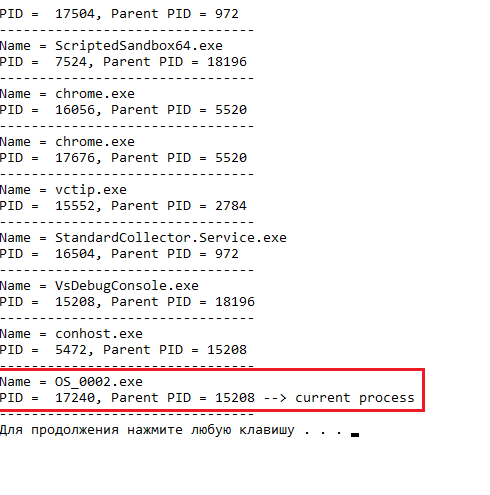 PID =  17504, Parent PID = 972
--------------------------------
Name = ScriptedSandbox64.exe
PID =  7524, Parent PID = 18196
--------------------------------
Name = chrome.exe
PID =  16056, Parent PID = 5520
--------------------------------
Name = chrome.exe
PID =  17676, Parent PID = 5520
--------------------------------
Name = vctip.exe
PID =  15552, Parent PID = 2784
--------------------------------
Name = StandardCollector.Service.exe
PID =  16504, Parent PID = 972
--------------------------------
Name = VsDebugConsole.exe
PID =  15208, Parent PID = 18196
--------------------------------
Name = conhost.exe
PID =  5472, Parent PID = 15208
--------------------------------
Name = OS_0002.exe
PID =  17240, Parent PID = 15208 --> current process
--------------------------------
Для продолжения нажмите любую клавишу . . .